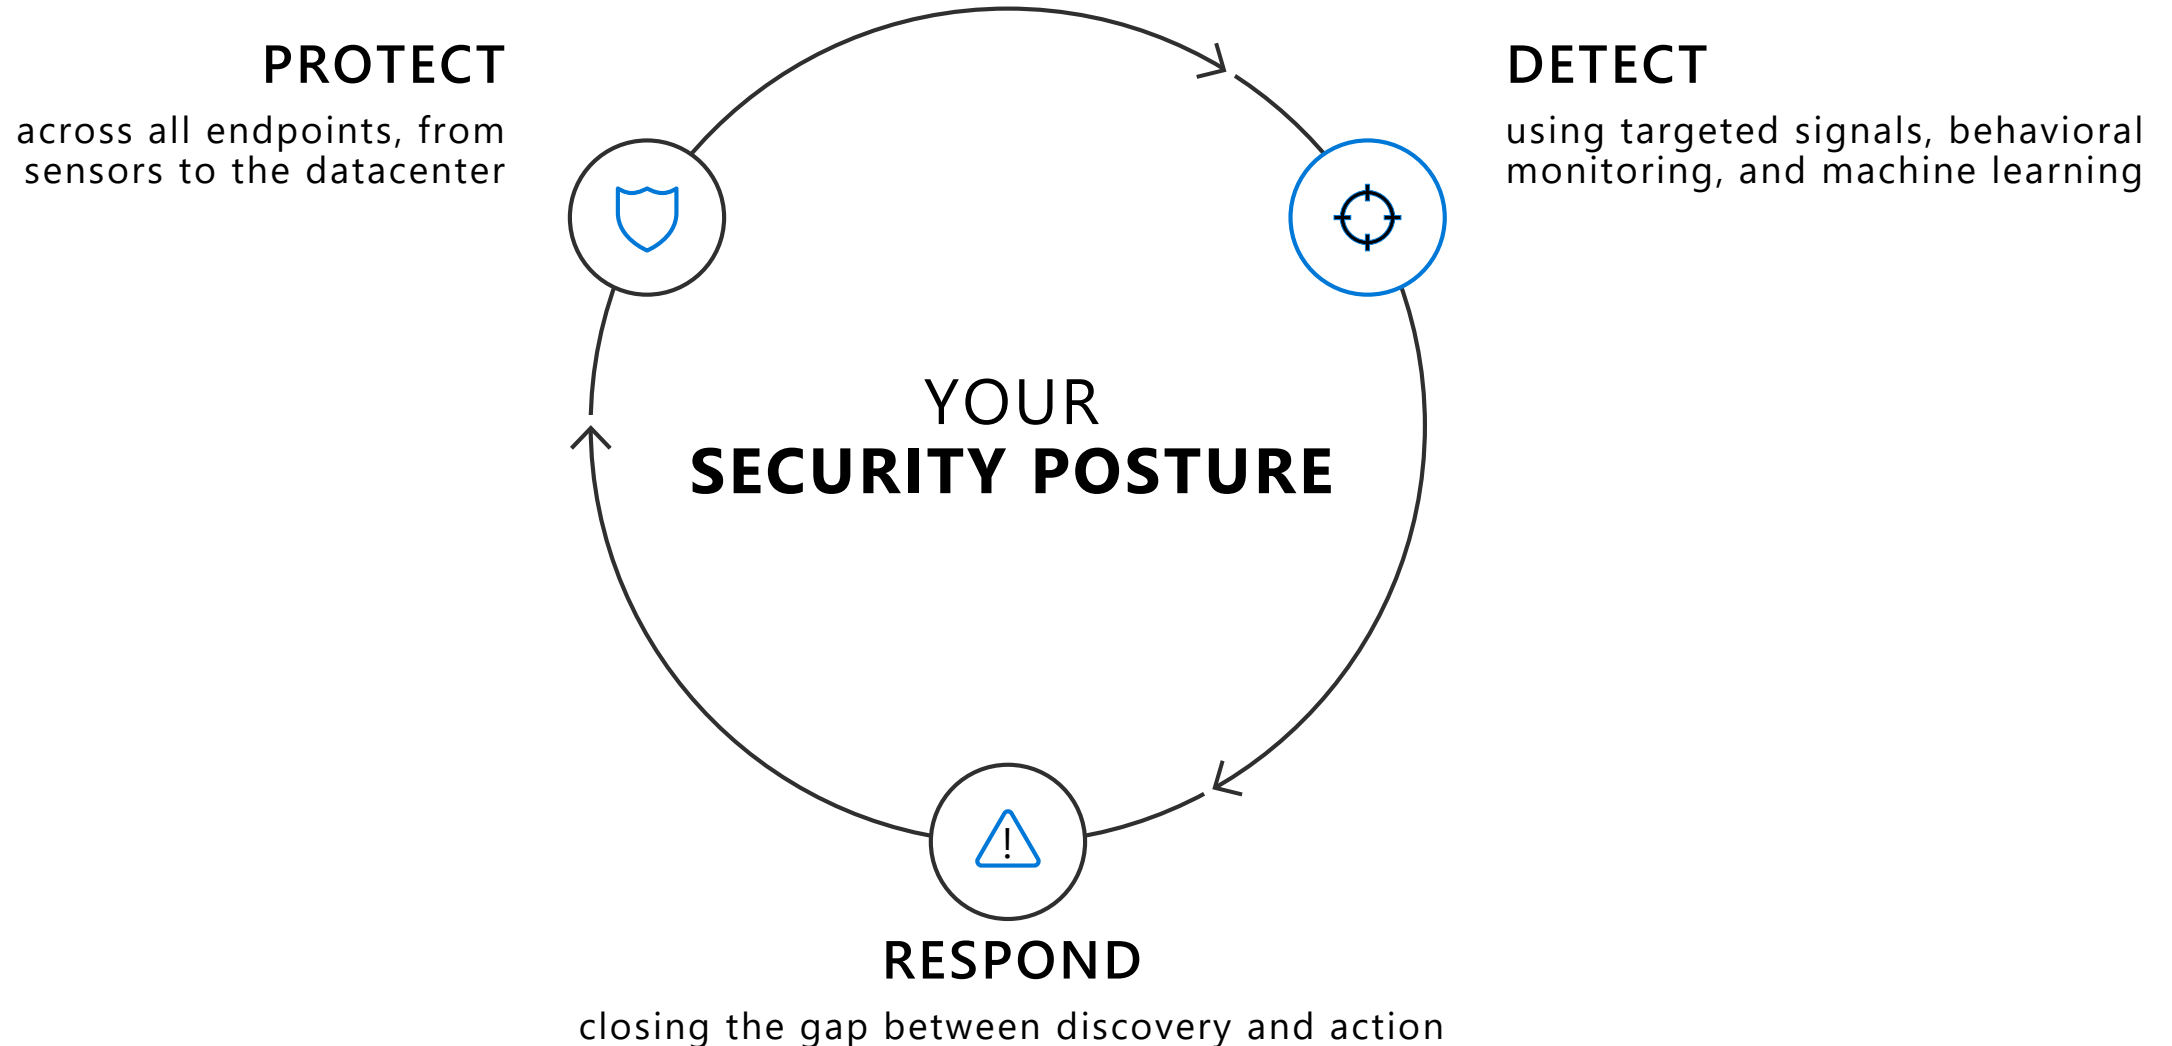 PROTECT
across all endpoints, from
sensors to the datacenter
DETECT
using targeted signals, behavioral
monitoring, and machine learning
YOUR
SECURITY POSTURE
RESPOND
closing the gap between discovery and action